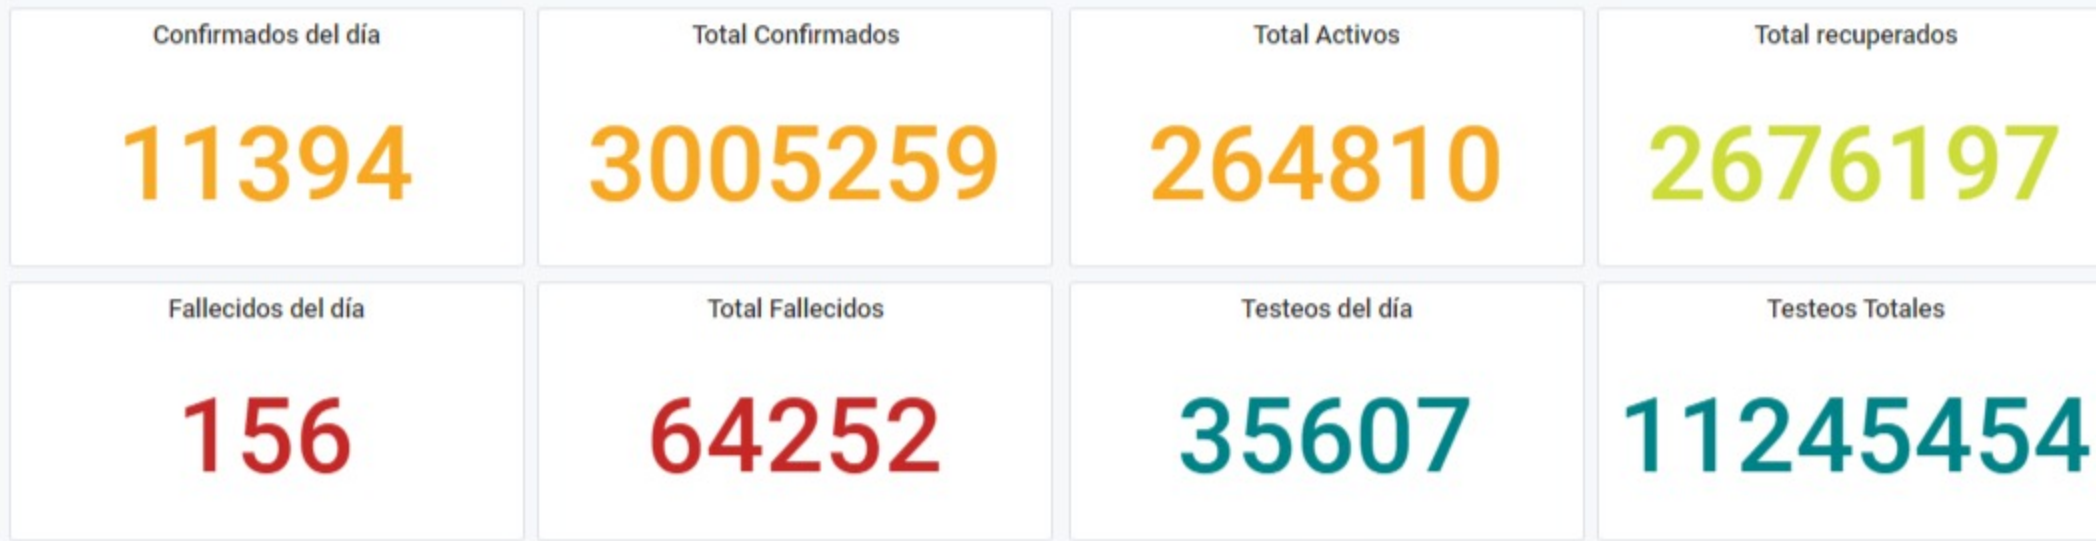 Confirmados del día
11394
Total Confirmados
3005259
Total Activos
264810
Total recuperados
2676197
Fallecidos del día
156
Total Fallecidos
64252
Testeos del día
35607
Testeos Totales
11245454